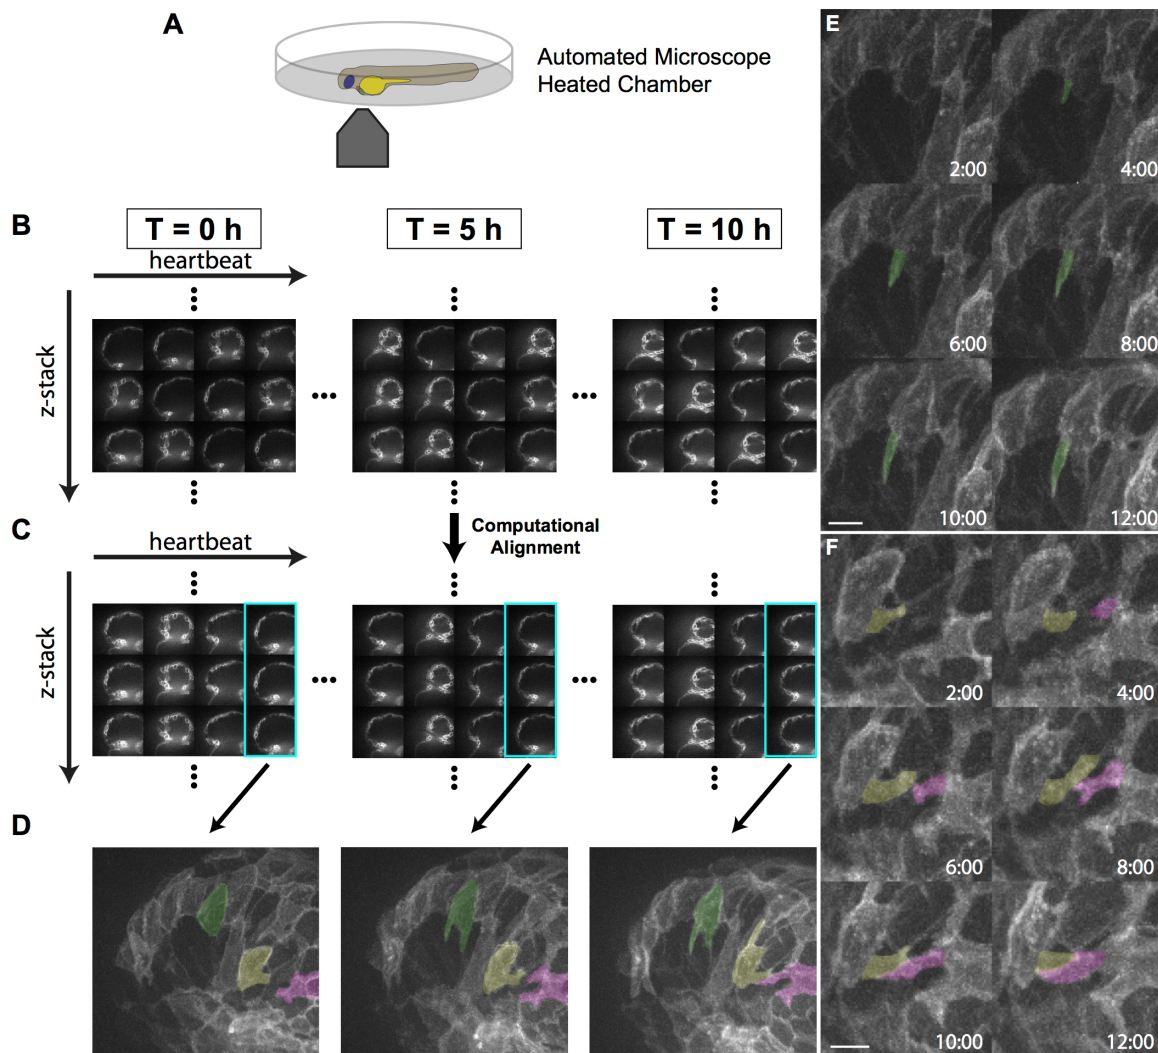 A
Automated Microscope
Heated Chamber
B
T = 0 h
T = 5 h
T = 10 h
heartbeat
z-stack
C
Computational
Alignment
heartbeat
z-stack
D
E
2:00
4:00
6:00
8:00
10:00
12:00
F
2:00
4:00
6:00
8:00
10:00
12:00